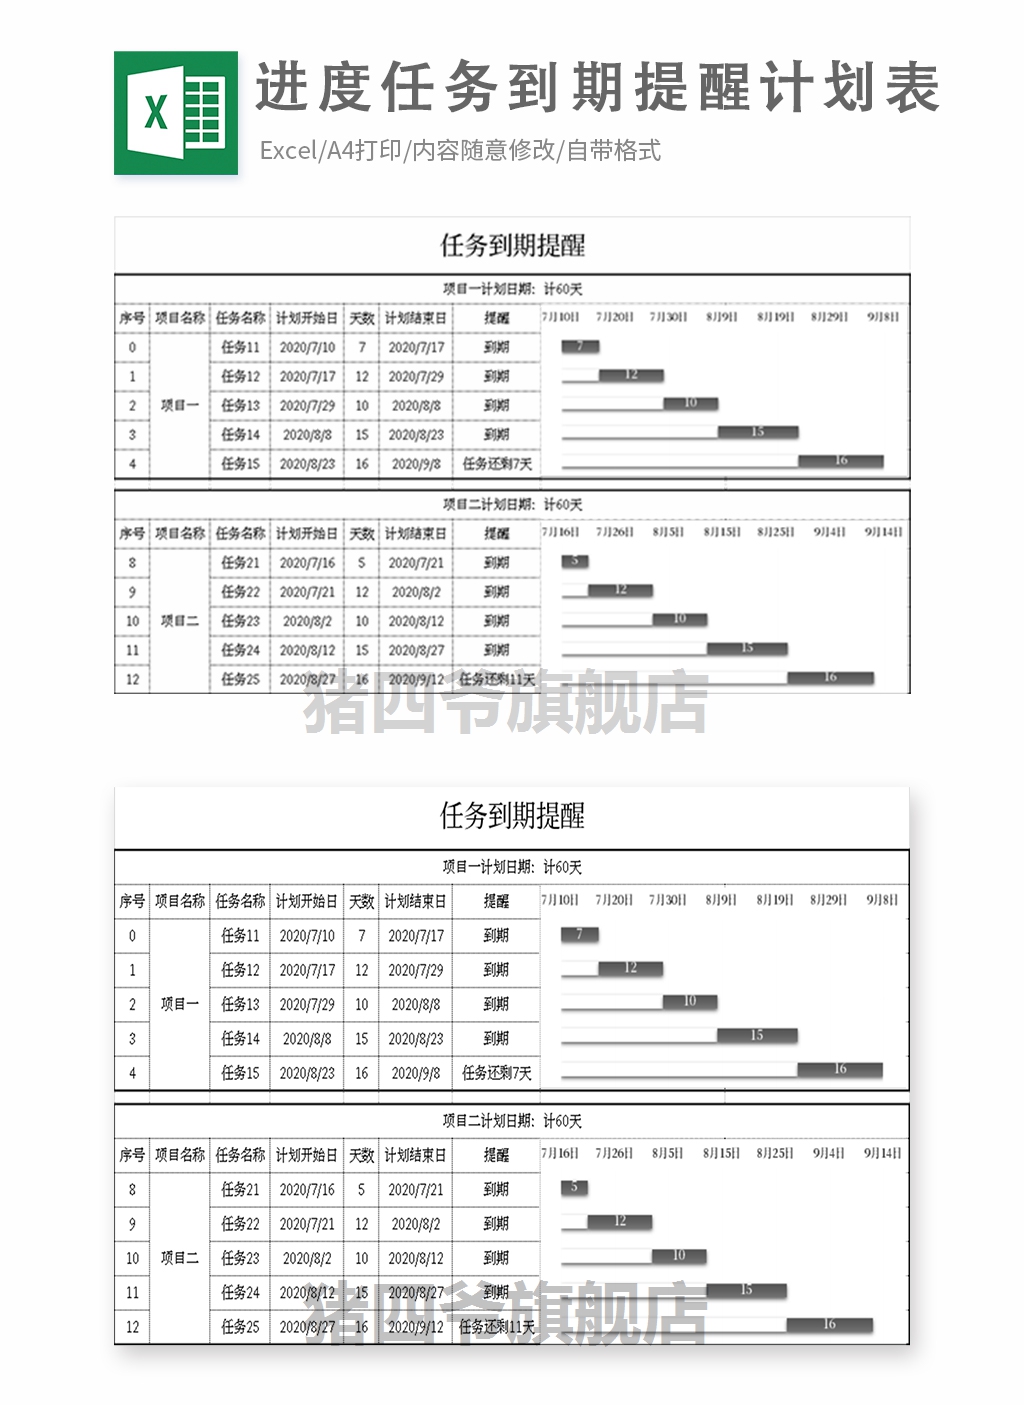 进度任务到期提醒计划表
Excel/A4打印/内容随意修改/自带格式
任务到期提醒
项目一计划日期：计60天
序号 项目名称 任务名称 计划开始日 天数 计划结束日 提醒 7月10日 7月20日 7月30日 8月9日 8月19日 8月29日 9月8日
0 任务11 2020/7/10 7 2020/7/17 到期 7
1 任务12 2020/7/17 12 2020/7/29 到期 12
2 项目一 任务13 2020/7/29 10 2020/8/8 到期 10
3 任务14 2020/8/8 15 2020/8/23 到期 15
4 任务15 2020/8/23 16 2020/9/8 任务还剩7天 16
项目二计划日期：计60天
序号 项目名称 任务名称 计划开始日 天数 计划结束日 提醒 7月16日 7月26日 8月5日 8月15日 8月25日 9月4日 9月14日
8 任务21 2020/7/16 5 2020/7/21 到期 5
9 任务22 2020/7/21 12 2020/8/2 到期 12
10 项目二 任务23 2020/8/2 10 2020/8/12 到期 10
11 任务24 2020/8/12 15 2020/8/27 到期 15
12 任务25 2020/8/27 16 2020/9/12 任务还剩11天 16
猪四爷旗舰店
任务到期提醒
项目一计划日期：计60天
序号 项目名称 任务名称 计划开始日 天数 计划结束日 提醒 7月10日 7月20日 7月30日 8月9日 8月19日 8月29日 9月8日
0 任务11 2020/7/10 7 2020/7/17 到期 7
1 任务12 2020/7/17 12 2020/7/29 到期 12
2 项目一 任务13 2020/7/29 10 2020/8/8 到期 10
3 任务14 2020/8/8 15 2020/8/23 到期 15
4 任务15 2020/8/23 16 2020/9/8 任务还剩7天 16
项目二计划日期：计60天
序号 项目名称 任务名称 计划开始日 天数 计划结束日 提醒 7月16日 7月26日 8月5日 8月15日 8月25日 9月4日 9月14日
8 任务21 2020/7/16 5 2020/7/21 到期 5
9 任务22 2020/7/21 12 2020/8/2 到期 12
10 项目二 任务23 2020/8/2 10 2020/8/12 到期 10
11 任务24 2020/8/12 15 2020/8/27 到期 15
猪四爷旗舰店
12 任务25 2020/8/27 16 2020/9/12 任务还剩11天 16